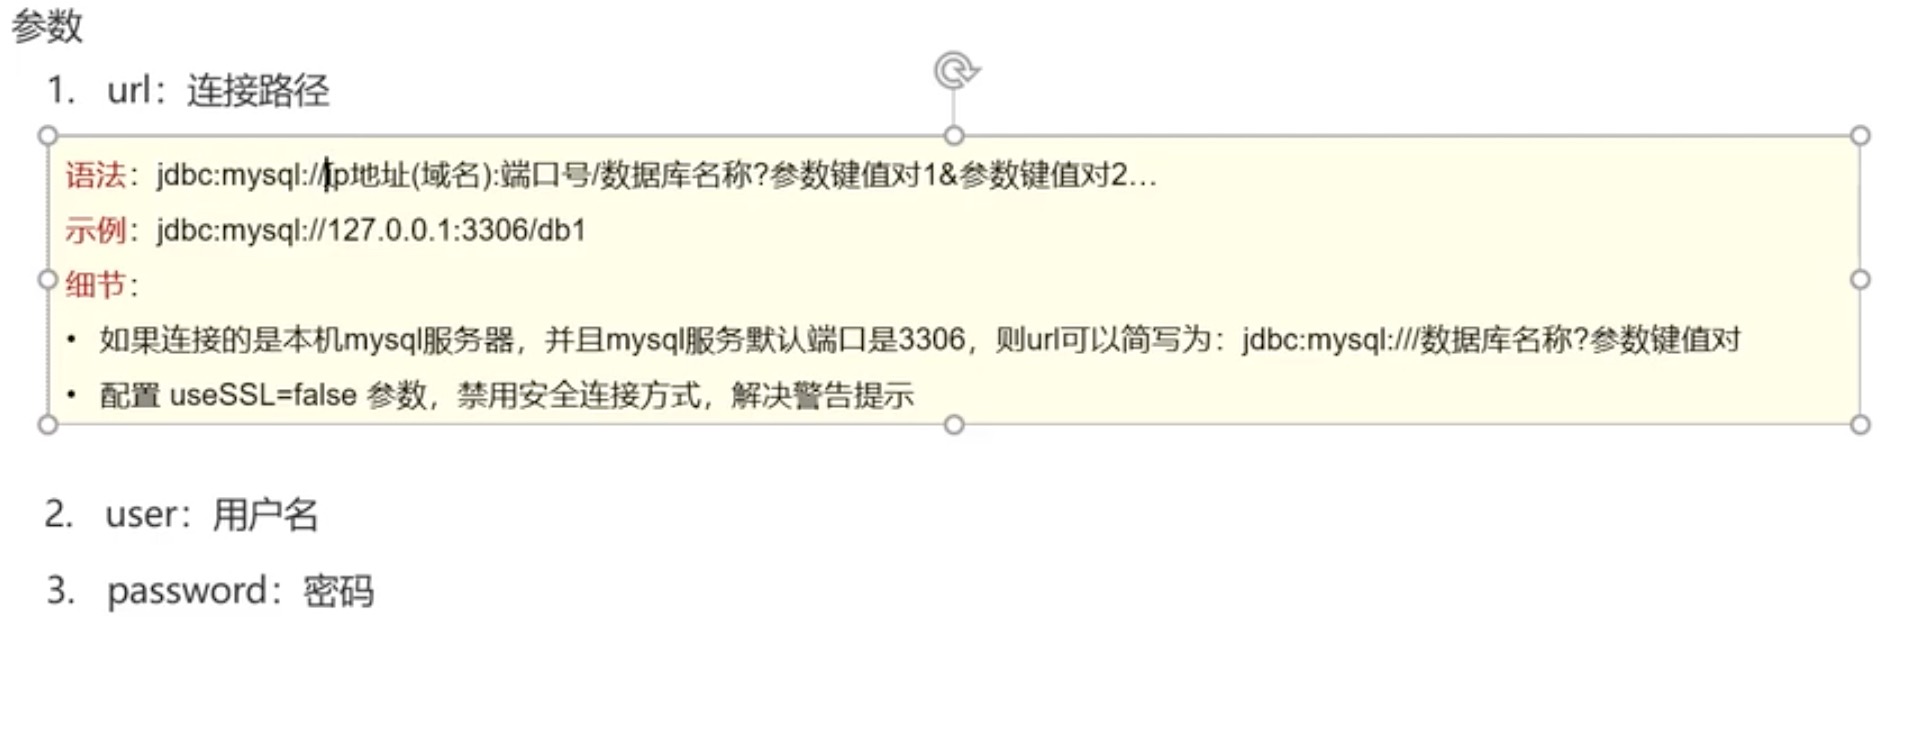 参数
1. url：连接路径
语法：jdbc:mysql://ip地址(域名):端口号/数据库名称?参数键值对1&参数键值对2…
示例：jdbc:mysql://127.0.0.1:3306/db1
细节：
• 如果连接的是本机mysql服务器，并且mysql服务默认端口是3306，则url可以简写为：jdbc:mysql:///数据库名称?参数键值对
• 配置 useSSL=false 参数，禁用安全连接方式，解决警告提示
2. user：用户名
3. password：密码